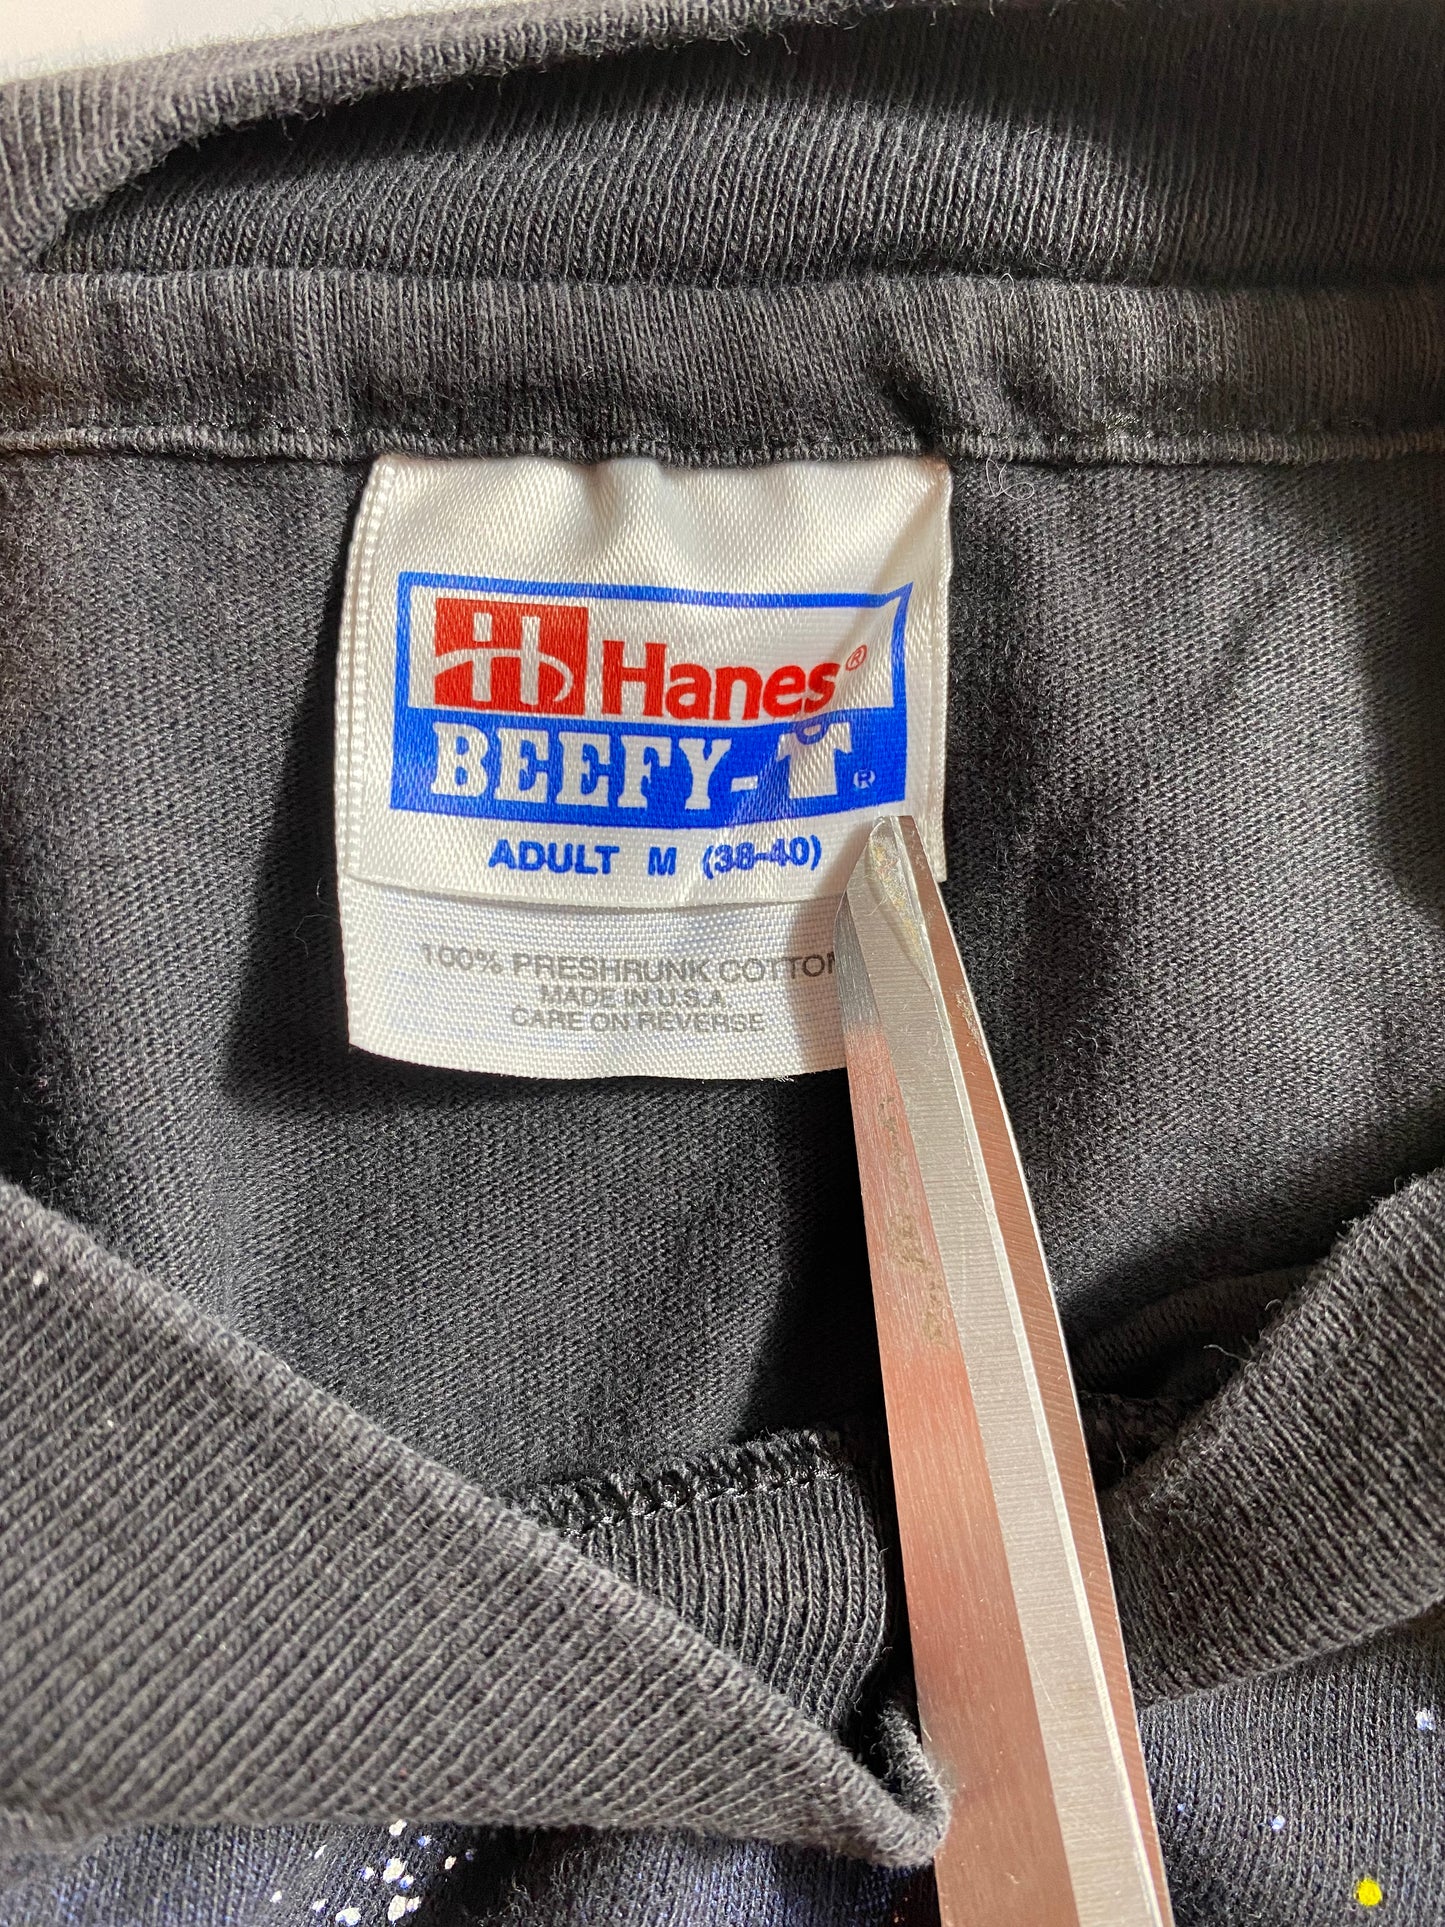 Hanes®
BEEFY-T®
ADULT M (38-40)
100% PRESHRUNK COTTON
MADE IN U.S.A.
CARE ON REVERSE